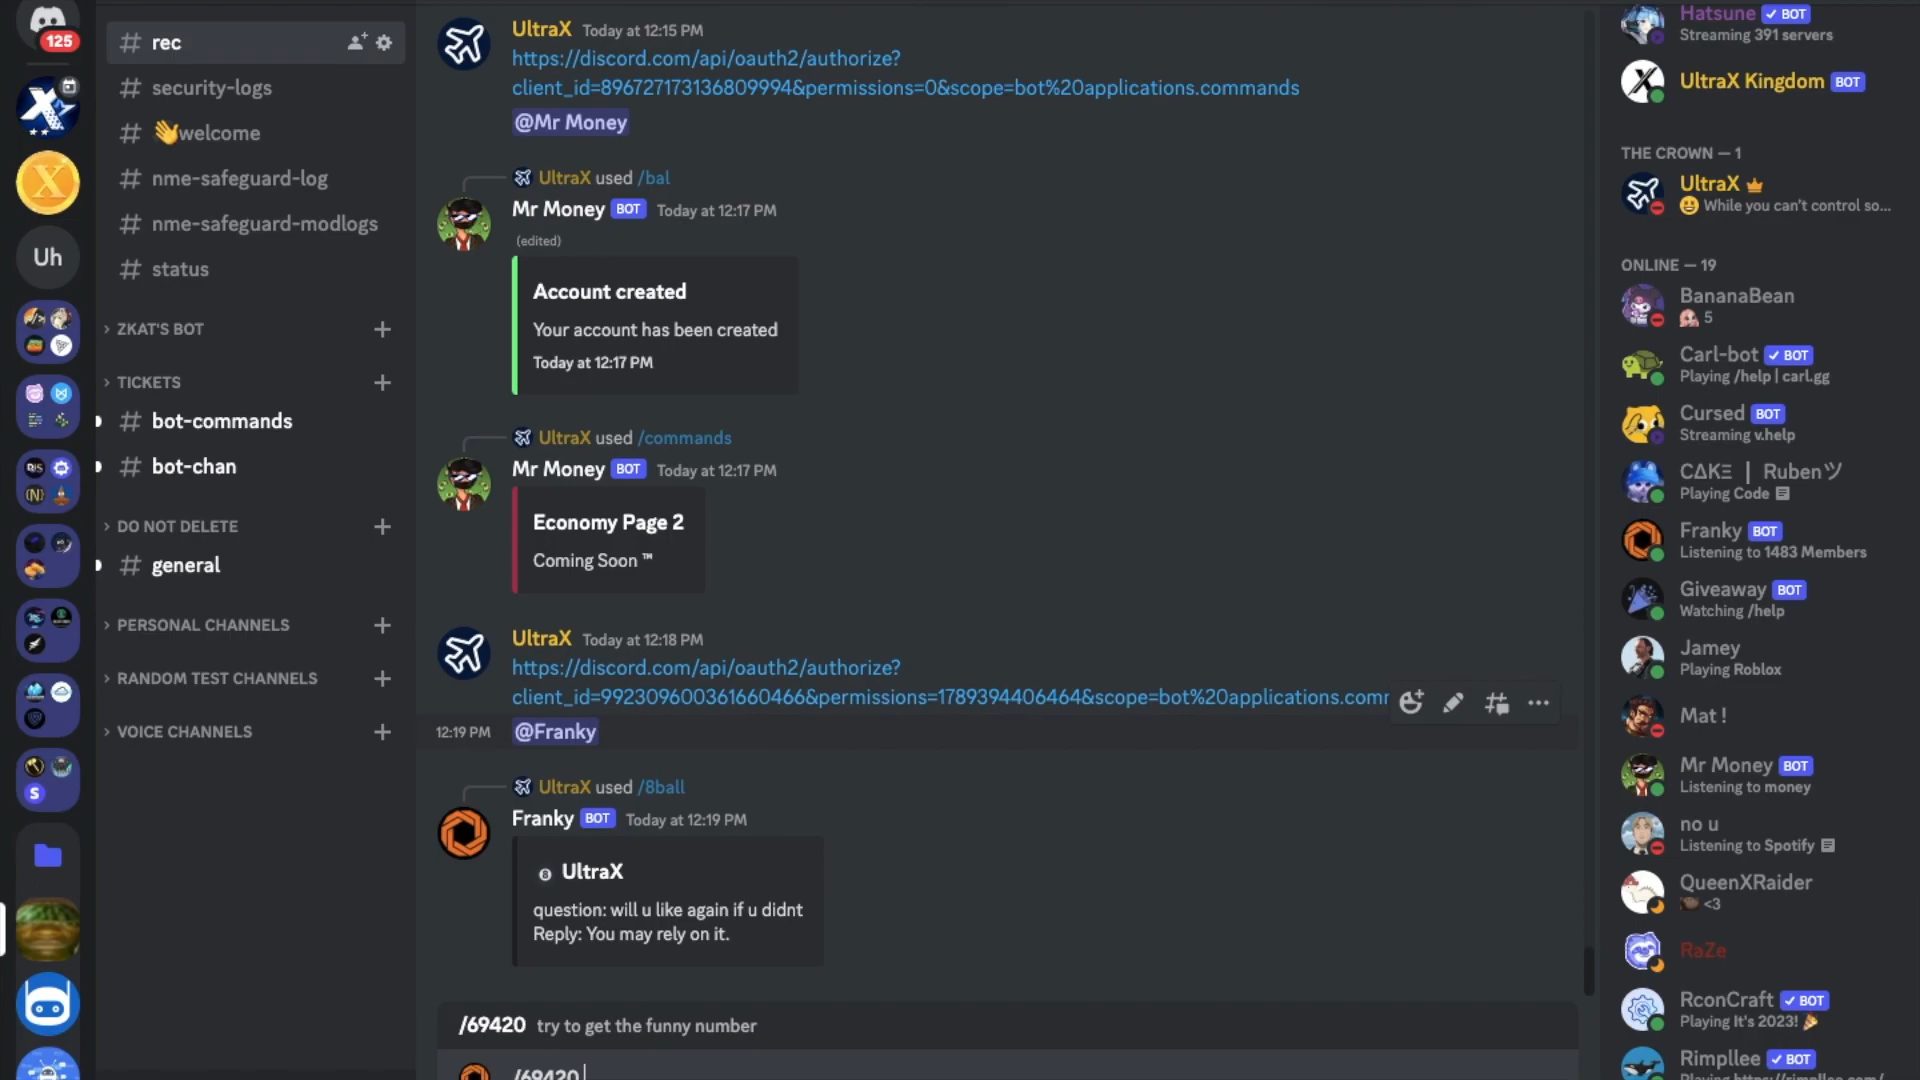 125
Uh
DJS
{N}
S
rec
security-logs
👋welcome
nme-safeguard-log
nme-safeguard-modlogs
status
ZKAT'S BOT
TICKETS
bot-commands
bot-chan
DO NOT DELETE
general
PERSONAL CHANNELS
RANDOM TEST CHANNELS
VOICE CHANNELS
UltraX Today at 12:15 PM
https://discord.com/api/oauth2/authorize?
client_id=896727173136809994&permissions=0&scope=bot%20applications.commands
@Mr Money
UltraX used /bal
Mr Money BOT Today at 12:17 PM
(edited)
Account created
Your account has been created
Today at 12:17 PM
UltraX used /commands
Mr Money BOT Today at 12:17 PM
Economy Page 2
Coming Soon ™
UltraX Today at 12:18 PM
https://discord.com/api/oauth2/authorize?
client_id=992309600361660466&permissions=1789394406464&scope=bot%20applications.comm
12:19 PM @Franky
UltraX used /8ball
Franky BOT Today at 12:19 PM
🎱 UltraX
question: will u like again if u didnt
Reply: You may rely on it.
/69420 try to get the funny number
/69420
Hatsune ✓ BOT
Streaming 391 servers
UltraX Kingdom BOT
THE CROWN — 1
UltraX
😀 While you can't control so...
ONLINE — 19
BananaBean
5
Carl-bot ✓ BOT
Playing /help | carl.gg
Cursed BOT
Streaming v.help
CΔKΞ | Rubenツ
Playing Code
Franky BOT
Listening to 1483 Members
Giveaway BOT
Watching /help
Jamey
Playing Roblox
Mat !
Mr Money BOT
Listening to money
no u
Listening to Spotify
QueenXRaider
<3
RaZe
RconCraft ✓ BOT
Playing It's 2023! 🎉
Rimpllee ✓ BOT
Playing https://rimpllee.com/